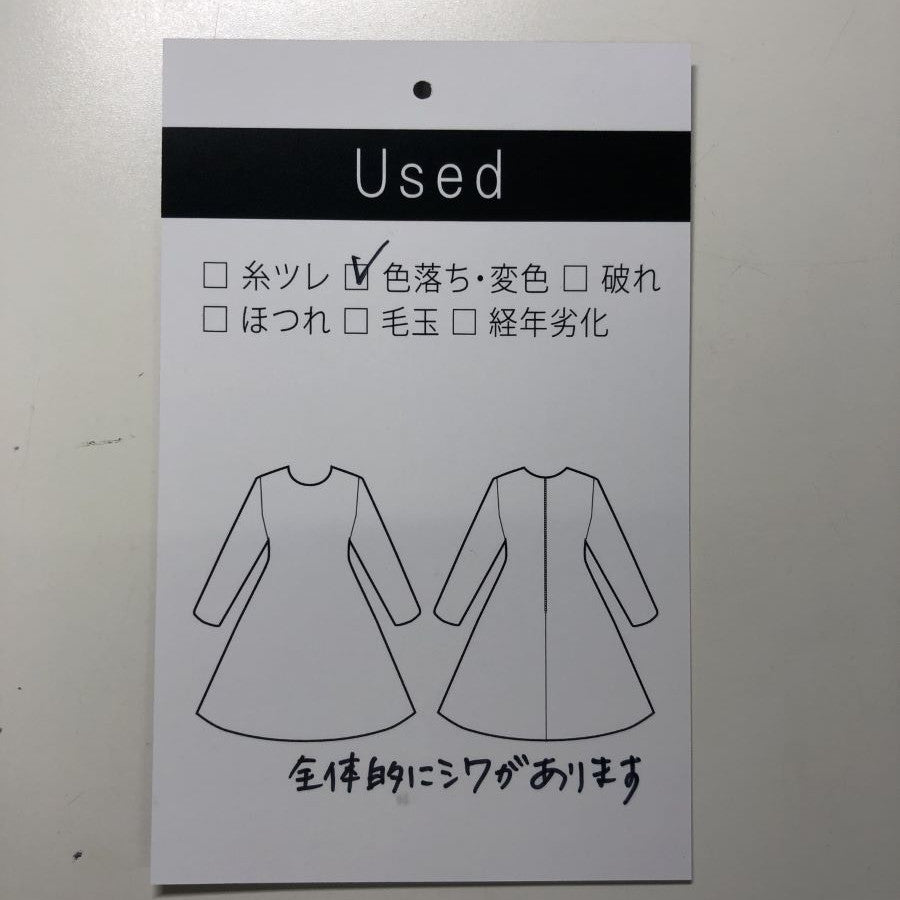 Used
□ 糸ツレ ☑ 色落ち・変色 □ 破れ
□ ほつれ □ 毛玉 □ 経年劣化
全体的にシワがあります